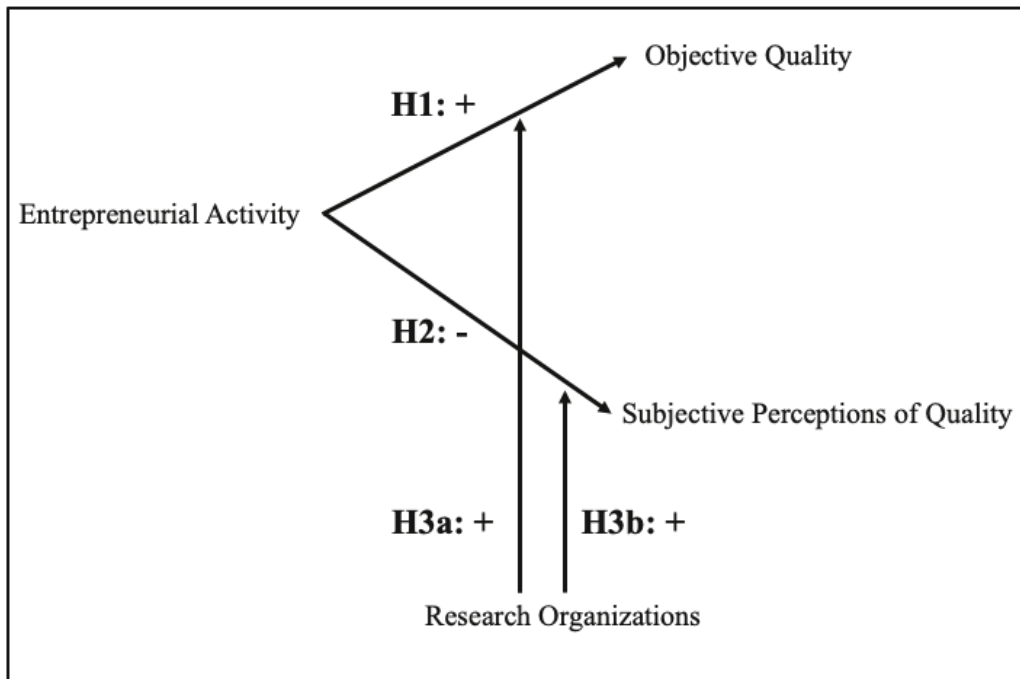 Objective Quality
H1: +
Entrepreneurial Activity
H2: -
Subjective Perceptions of Quality
H3a: +
H3b: +
Research Organizations